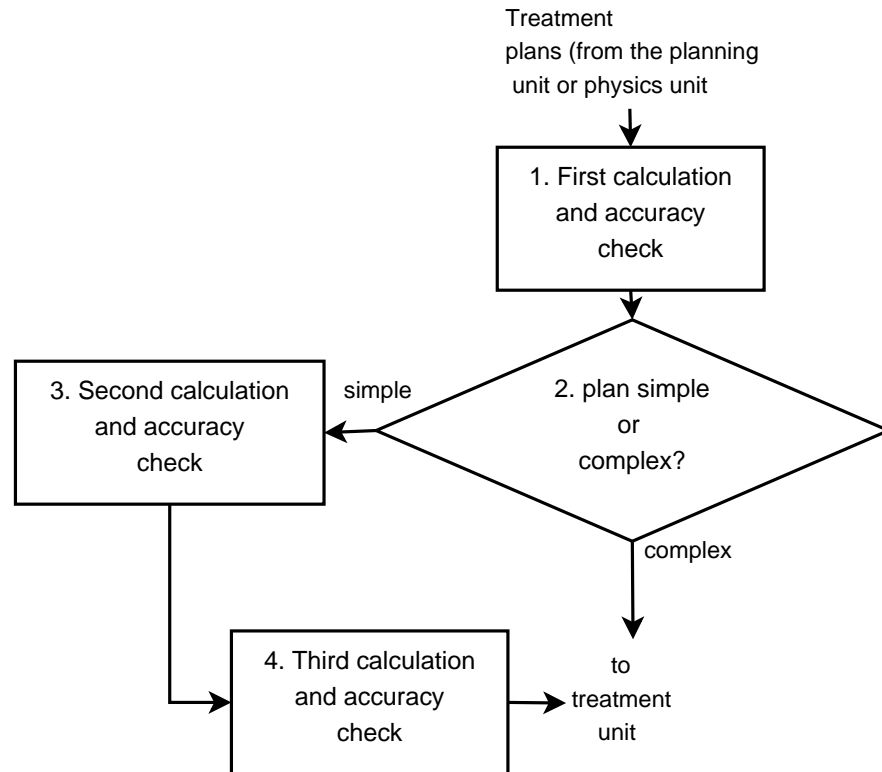 Treatment
plans (from the planning
unit or physics unit
1. First calculation
and accuracy
check
2. plan simple
or
complex?
simple
3. Second calculation
and accuracy
check
complex
4. Third calculation
and accuracy
check
to
treatment
unit